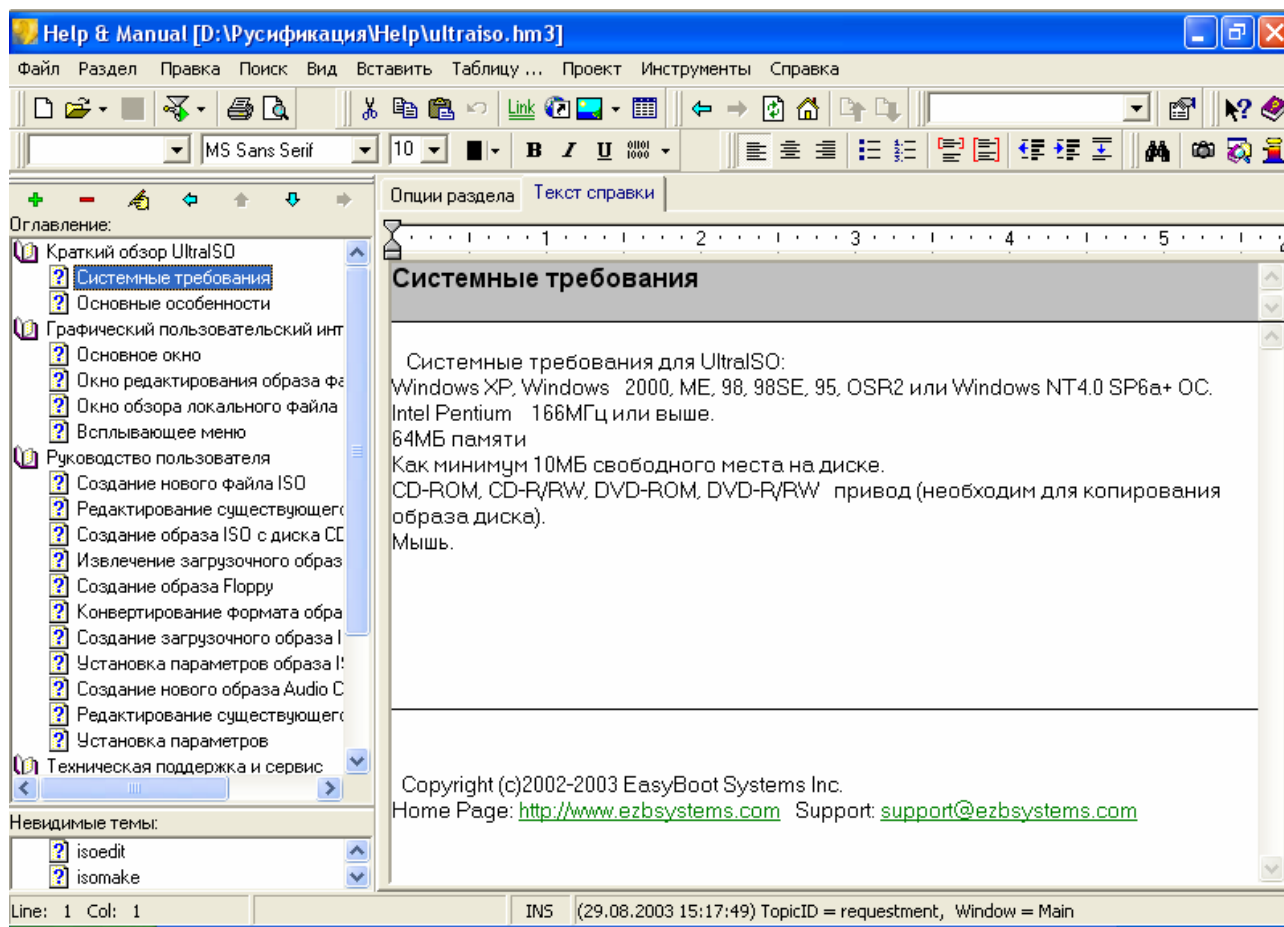 Help & Manual [D:\Русификация\Help\ultraiso.hm3]
Файл Раздел Правка Поиск Вид Вставить Таблицу ... Проект Инструменты Справка
Link
MS Sans Serif 10 B I U
Опции раздела Текст справки
Оглавление:
1 2 3 4 5
Краткий обзор UltraISO
Системные требования
Основные особенности
Графический пользовательский инт
Основное окно
Окно редактирования образа фа
Окно обзора локального файла
Всплывающее меню
Руководство пользователя
Создание нового файла ISO
Редактирование существующего
Создание образа ISO с диска CD
Извлечение загрузочного образ
Создание образа Floppy
Конвертирование формата обра
Создание загрузочного образа I
Установка параметров образа IS
Создание нового образа Audio C
Редактирование существующего
Установка параметров
Техническая поддержка и сервис
Невидимые темы:
isoedit
isomake
Системные требования
Системные требования для UltraISO:
Windows XP, Windows 2000, ME, 98, 98SE, 95, OSR2 или Windows NT4.0 SP6a+ ОС.
Intel Pentium 166МГц или выше.
64МБ памяти
Как минимум 10МБ свободного места на диске.
CD-ROM, CD-R/RW, DVD-ROM, DVD-R/RW привод (необходим для копирования
образа диска).
Мышь.
Copyright (c)2002-2003 EasyBoot Systems Inc.
Home Page: http://www.ezbsystems.com Support: support@ezbsystems.com
Line: 1 Col: 1 INS (29.08.2003 15:17:49) TopicID = requestment, Window = Main